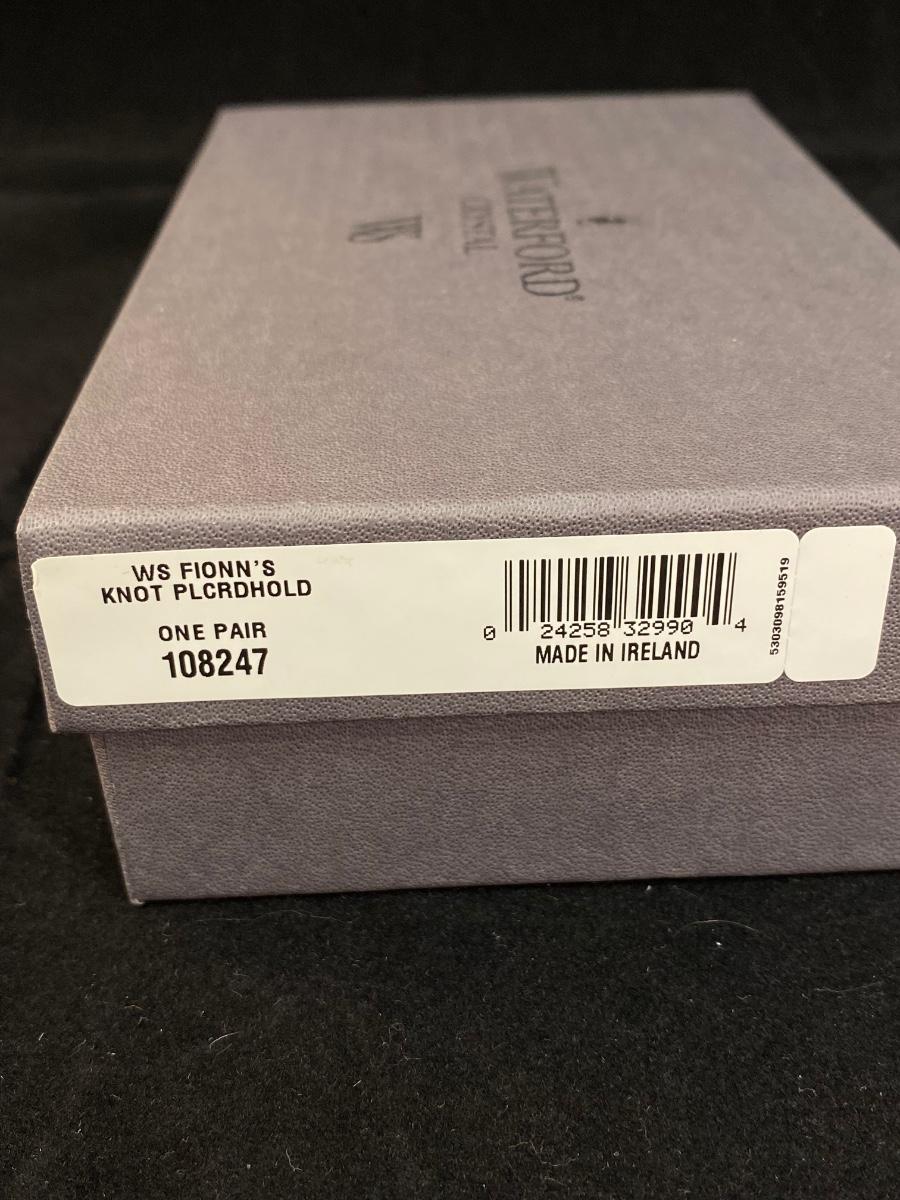 WATERFORD®
CRYSTAL
WS
WS FIONN'S
KNOT PLCRDHOLD
ONE PAIR
108247
0 24258 32990 4
MADE IN IRELAND
5303098159519